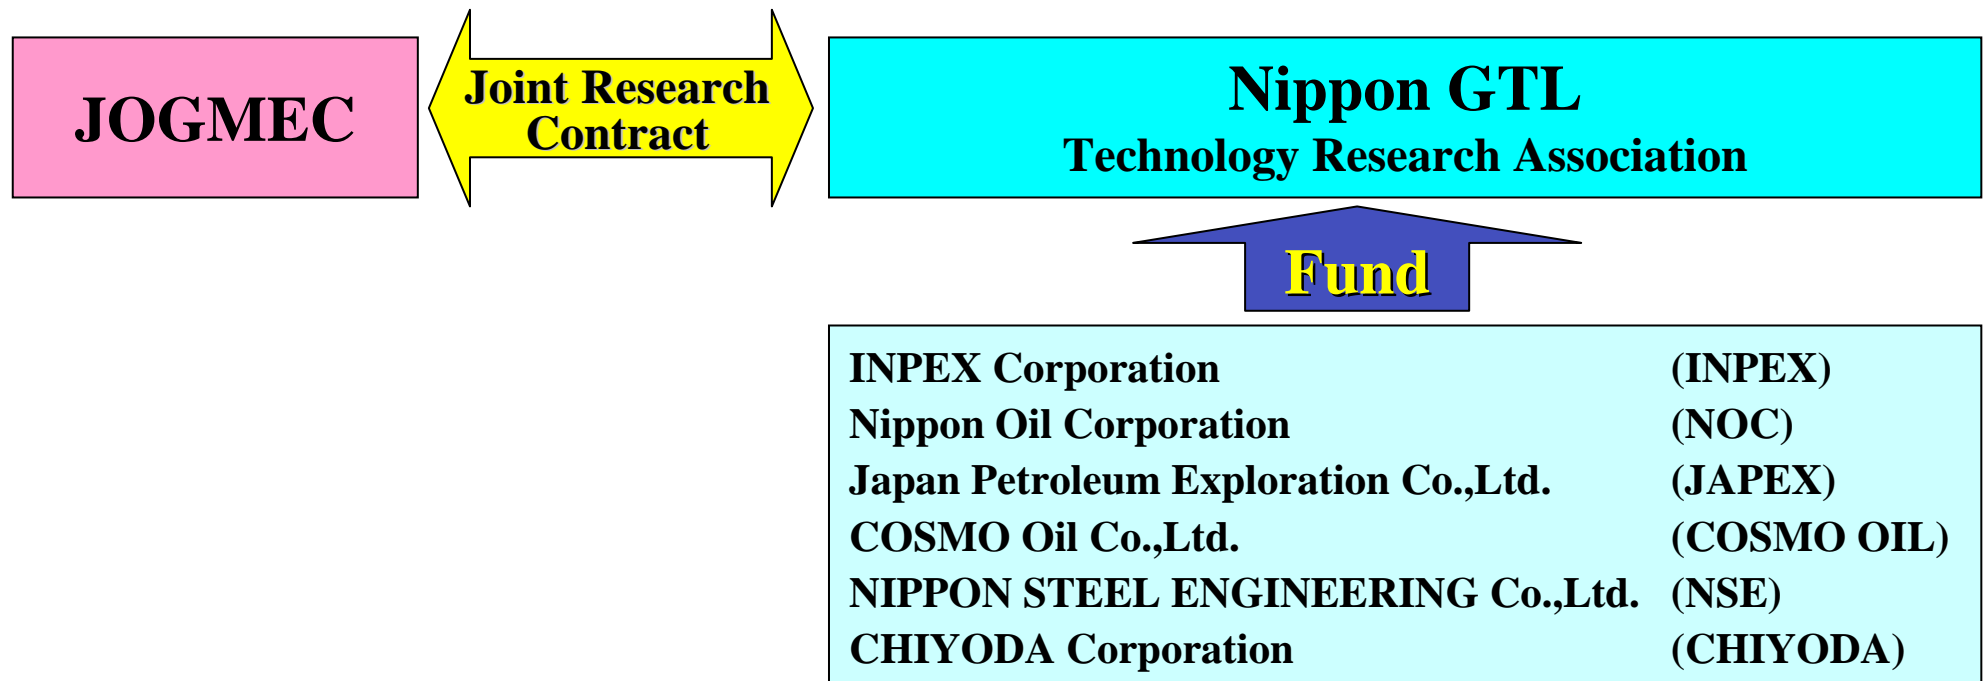 JOGMEC
Joint Research
Contract
Nippon GTL
Technology Research Association
Fund
INPEX Corporation (INPEX)
Nippon Oil Corporation (NOC)
Japan Petroleum Exploration Co.,Ltd. (JAPEX)
COSMO Oil Co.,Ltd. (COSMO OIL)
NIPPON STEEL ENGINEERING Co.,Ltd. (NSE)
CHIYODA Corporation (CHIYODA)